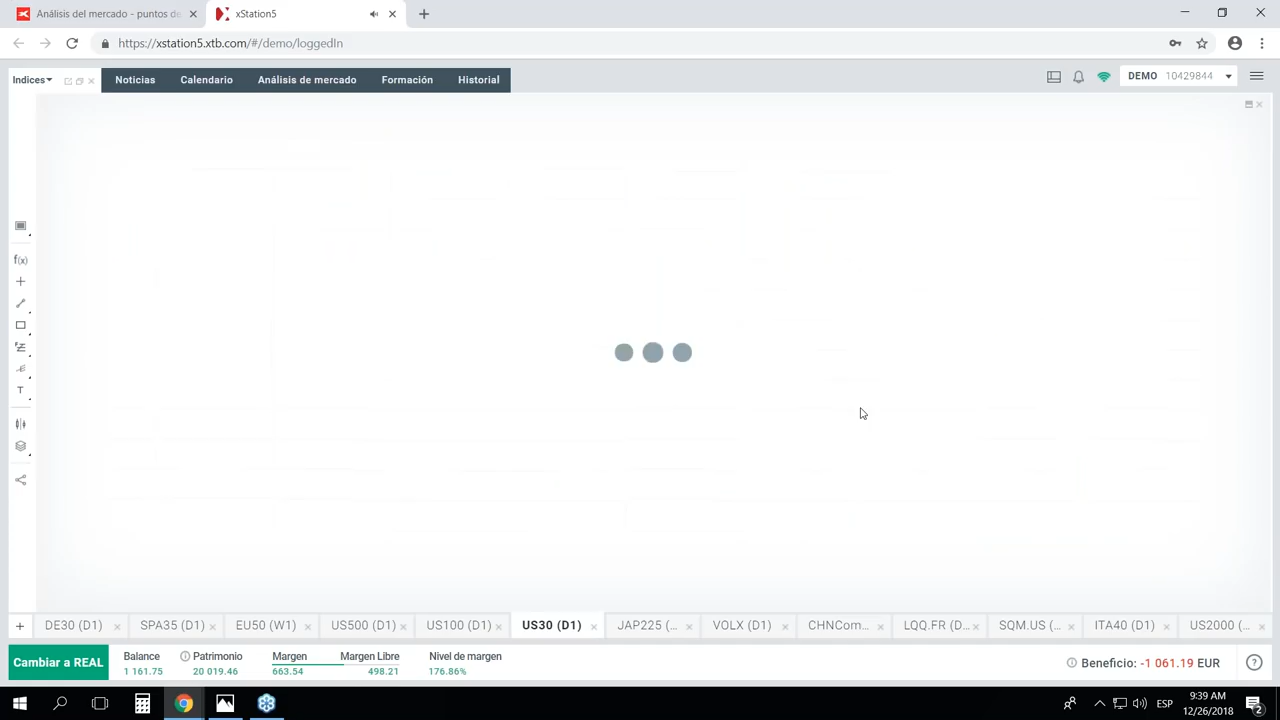 Análisis del mercado - puntos de
xStation5
https://xstation5.xtb.com/#/demo/loggedIn
Indices
Noticias
Calendario
Análisis de mercado
Formación
Historial
DEMO 10429844
f(x)
T
DE30 (D1)
SPA35 (D1)
EU50 (W1)
US500 (D1)
US100 (D1)
US30 (D1)
JAP225 (...
VOLX (D1)
CHNCom...
LQQ.FR (D...
SQM.US (...
ITA40 (D1)
US2000 (...
Cambiar a REAL
Balance
1 161.75
Patrimonio
20 019.46
Margen
663.54
Margen Libre
498.21
Nivel de margen
176.86%
Beneficio: -1 061.19 EUR
ESP
9:39 AM
12/26/2018
2